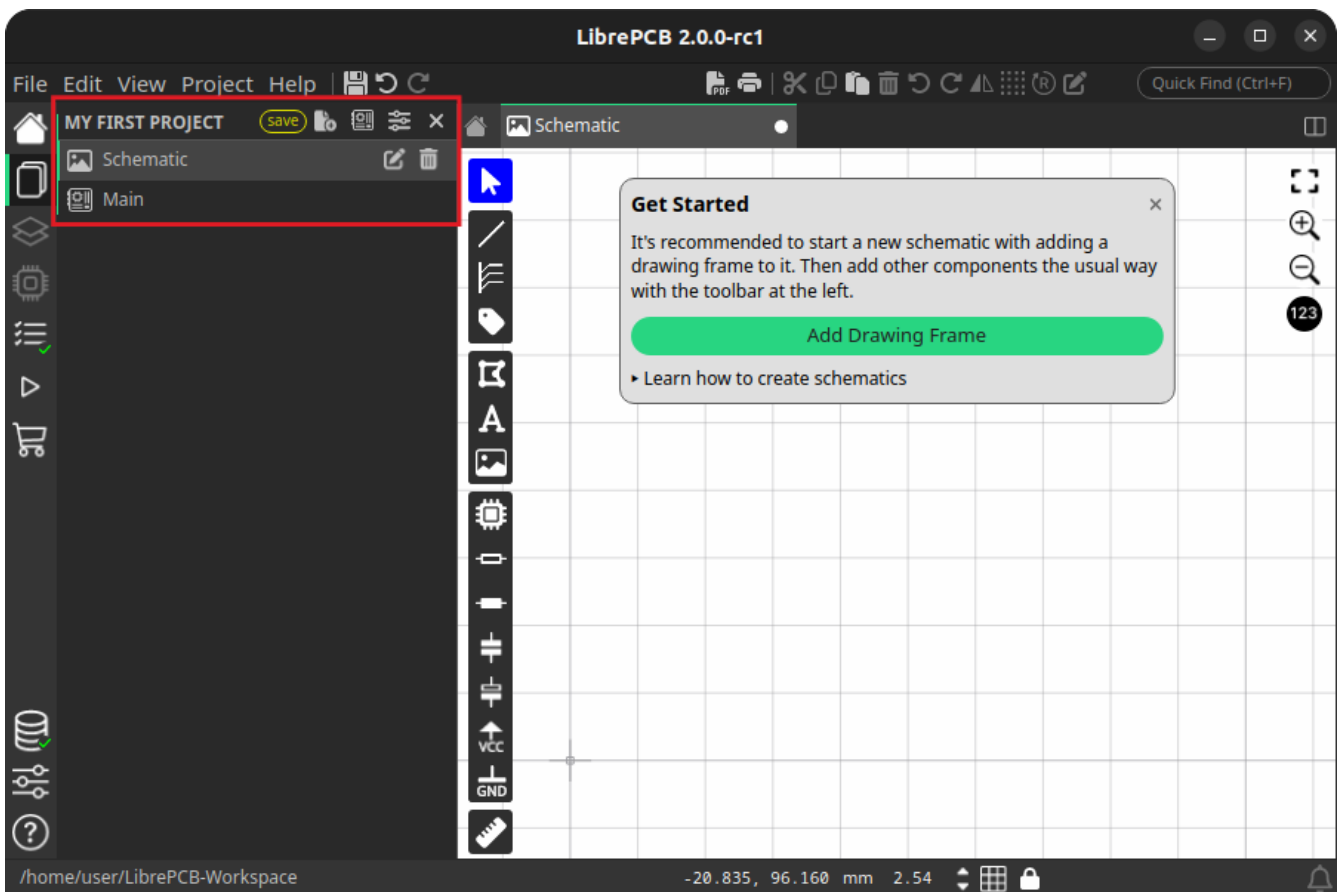 LibrePCB 2.0.0-rc1
File Edit View Project Help
PDF
R
Quick Find (Ctrl+F)
MY FIRST PROJECT save
Schematic
Schematic
Main
Get Started
It's recommended to start a new schematic with adding a
drawing frame to it. Then add other components the usual way
with the toolbar at the left.
Add Drawing Frame
Learn how to create schematics
123
A
VCC
GND
?
/home/user/LibrePCB-Workspace
-20.835, 96.160 mm 2.54